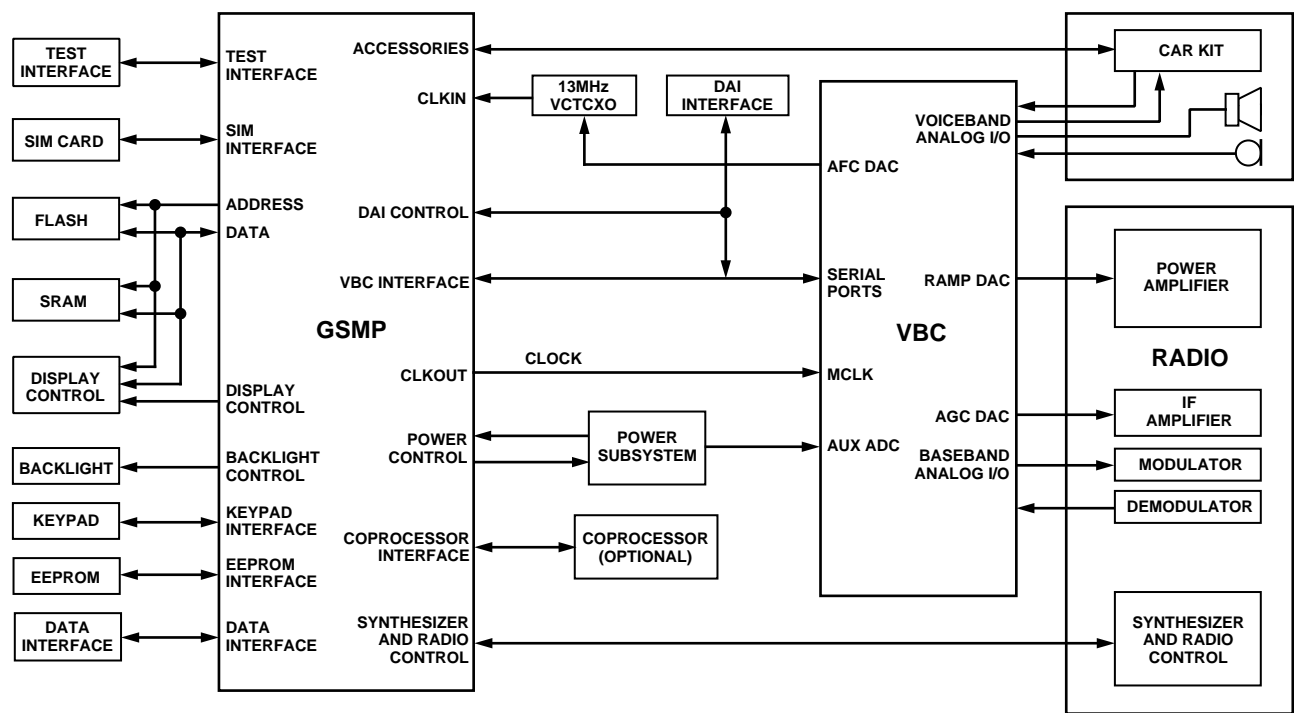 TEST
INTERFACE
SIM CARD
FLASH
SRAM
DISPLAY
CONTROL
BACKLIGHT
KEYPAD
EEPROM
DATA
INTERFACE
TEST
INTERFACE
SIM
INTERFACE
ADDRESS
DATA
DISPLAY
CONTROL
BACKLIGHT
CONTROL
KEYPAD
INTERFACE
EEPROM
INTERFACE
DATA
INTERFACE
GSMP
ACCESSORIES
CLKIN
DAI CONTROL
VBC INTERFACE
CLKOUT
POWER
CONTROL
COPROCESSOR
INTERFACE
SYNTHESIZER
AND RADIO
CONTROL
13MHz
VCTCXO
DAI
INTERFACE
CLOCK
POWER
SUBSYSTEM
COPROCESSOR
(OPTIONAL)
AFC DAC
SERIAL
PORTS
MCLK
AUX ADC
VBC
VOICEBAND
ANALOG I/O
RAMP DAC
AGC DAC
BASEBAND
ANALOG I/O
CAR KIT
POWER
AMPLIFIER
RADIO
IF
AMPLIFIER
MODULATOR
DEMODULATOR
SYNTHESIZER
AND RADIO
CONTROL